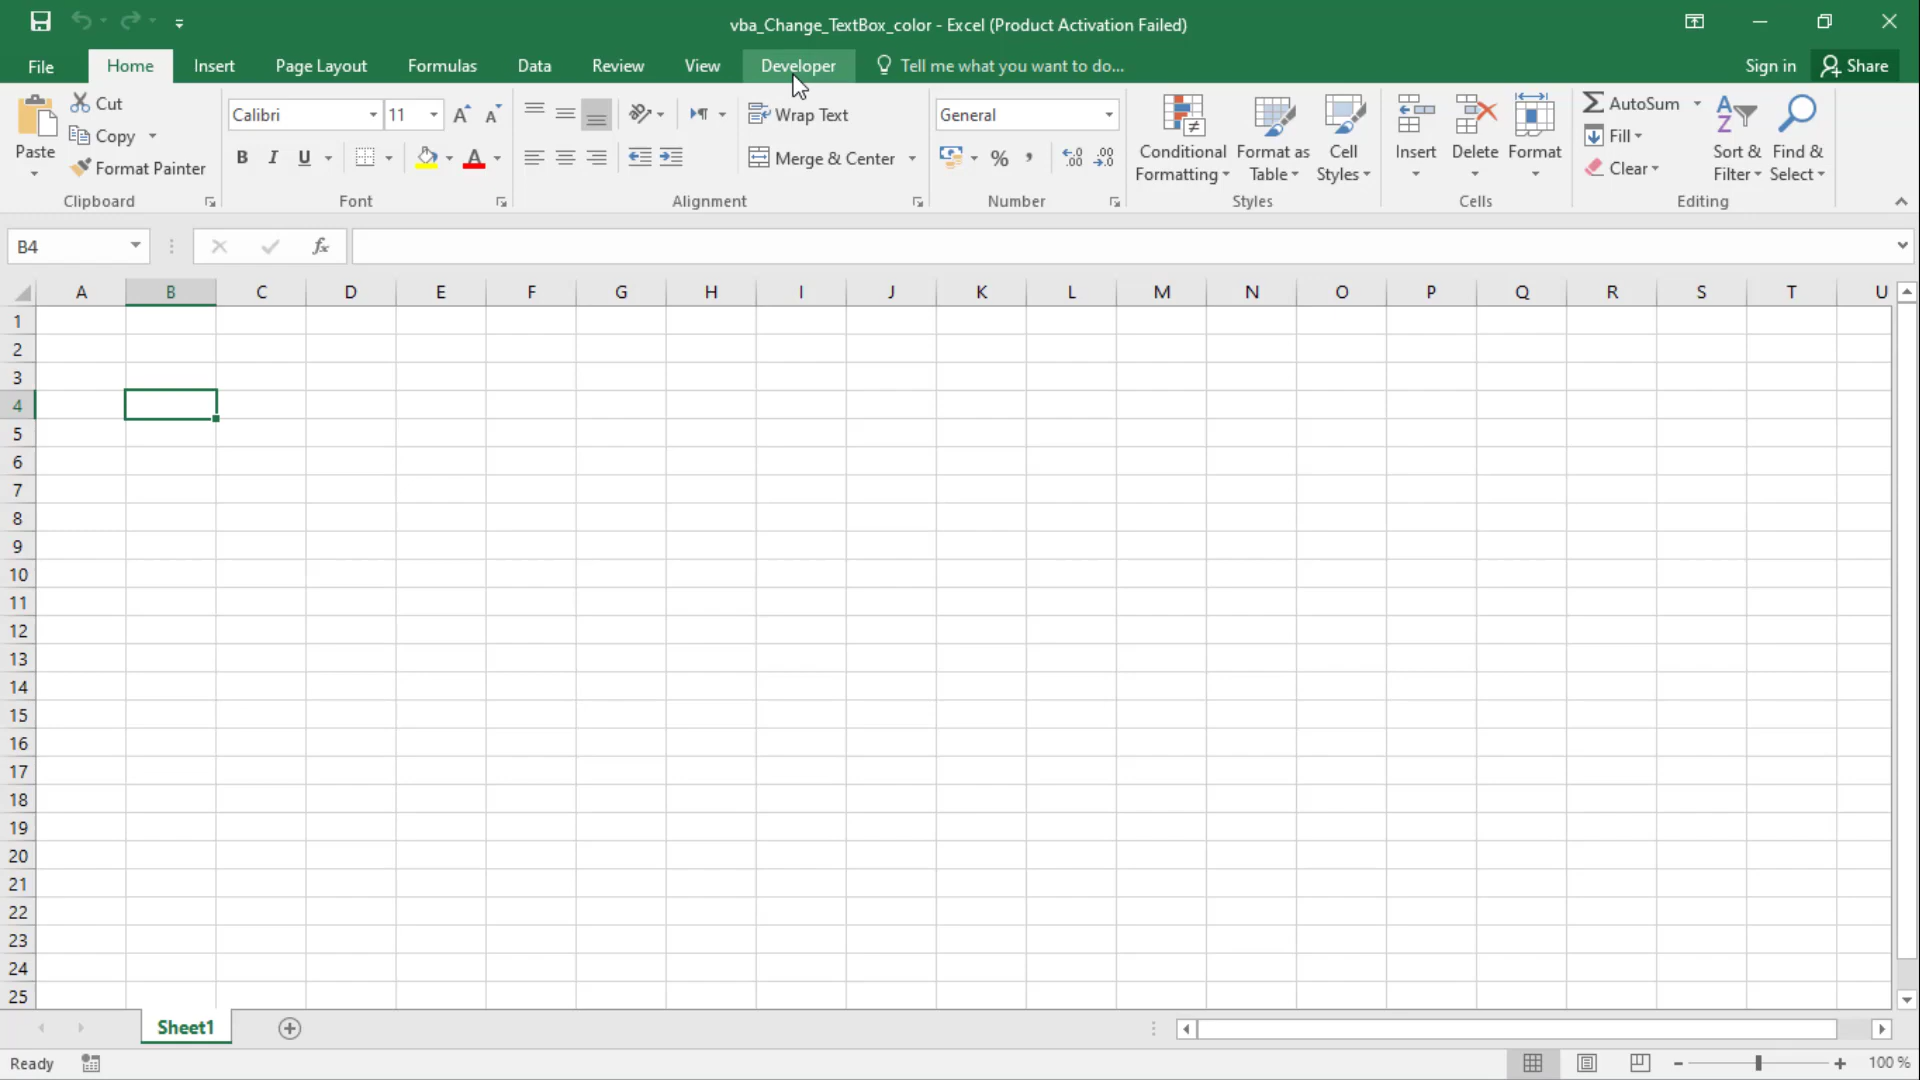 vba_Change_TextBox_color - Excel (Product Activation Failed)
File Home Insert Page Layout Formulas Data Review View Developer Tell me what you want to do... Sign in Share
Paste
Cut
Copy
Format Painter
Clipboard
Calibri 11
B I U
Font
Wrap Text
Merge & Center
Alignment
General
%
Number
Conditional Formatting
Format as Table
Cell Styles
Styles
Insert Delete Format
Cells
AutoSum
Fill
Clear
Sort & Filter
Find & Select
Editing
B4 fx
A B C D E F G H I J K L M N O P Q R S T U
1
2
3
4
5
6
7
8
9
10
11
12
13
14
15
16
17
18
19
20
21
22
23
24
25
Sheet1
Ready 100 %